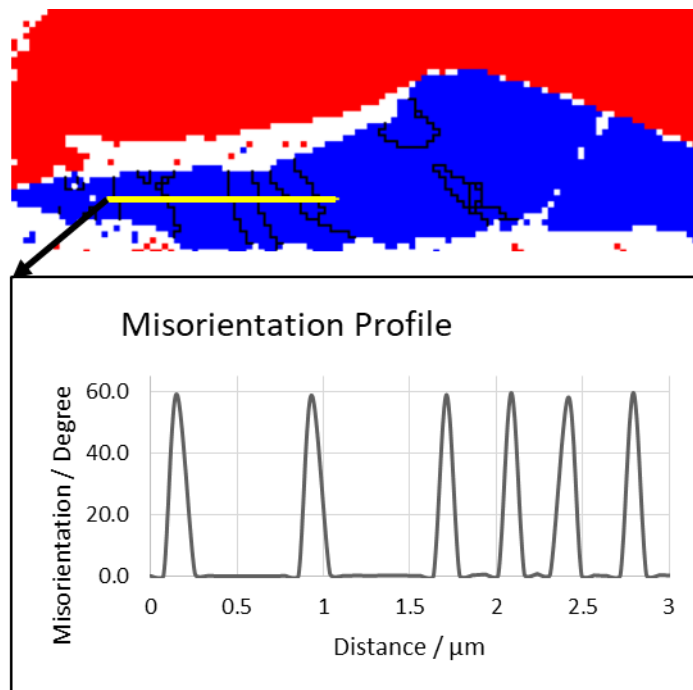 Misorientation Profile
Misorientation / Degree
60.0
40.0
20.0
0.0
0 0.5 1 1.5 2 2.5 3
Distance / µm